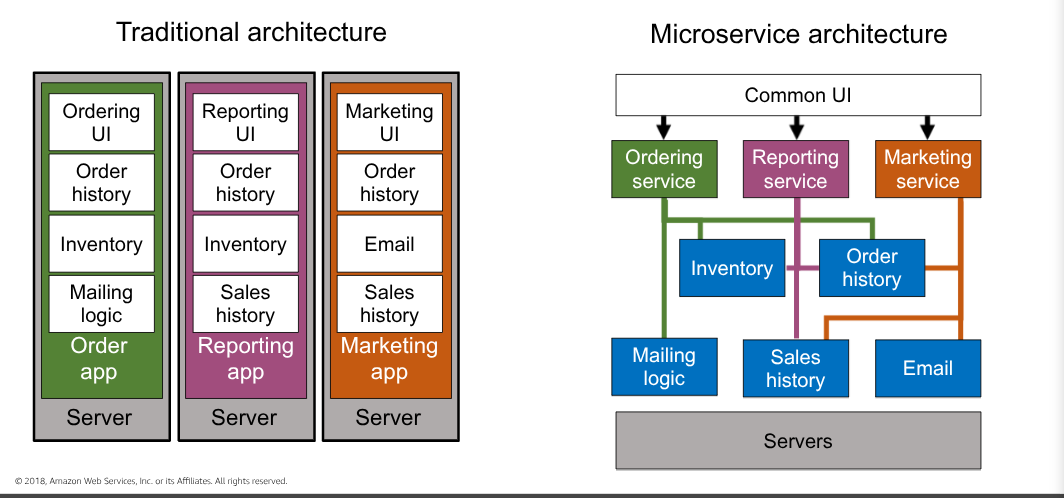 Traditional architecture
Ordering
UI
Order
history
Inventory
Mailing
logic
Order
app
Server
Reporting
UI
Order
history
Inventory
Sales
history
Reporting
app
Server
Marketing
UI
Order
history
Email
Sales
history
Marketing
app
Server
Microservice architecture
Common UI
Ordering
service
Reporting
service
Marketing
service
Inventory
Order
history
Mailing
logic
Sales
history
Email
Servers
© 2018, Amazon Web Services, Inc. or its Affiliates. All rights reserved.